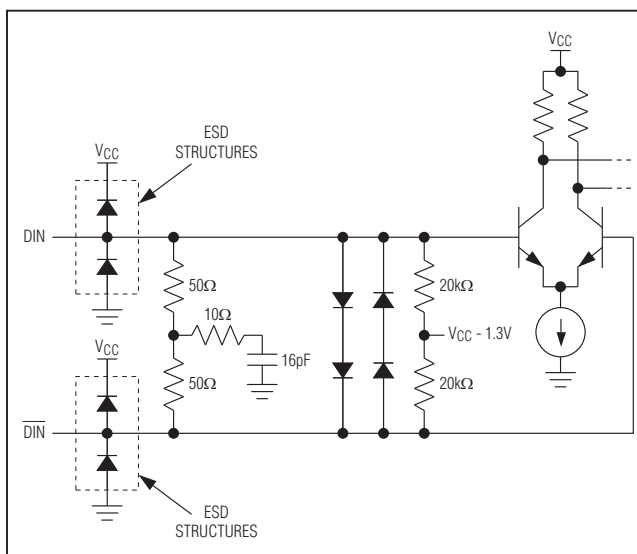 VCC
ESD
STRUCTURES
VCC
DIN
50Ω
20kΩ
10Ω
VCC - 1.3V
16pF
VCC
50Ω
20kΩ
DIN
ESD
STRUCTURES